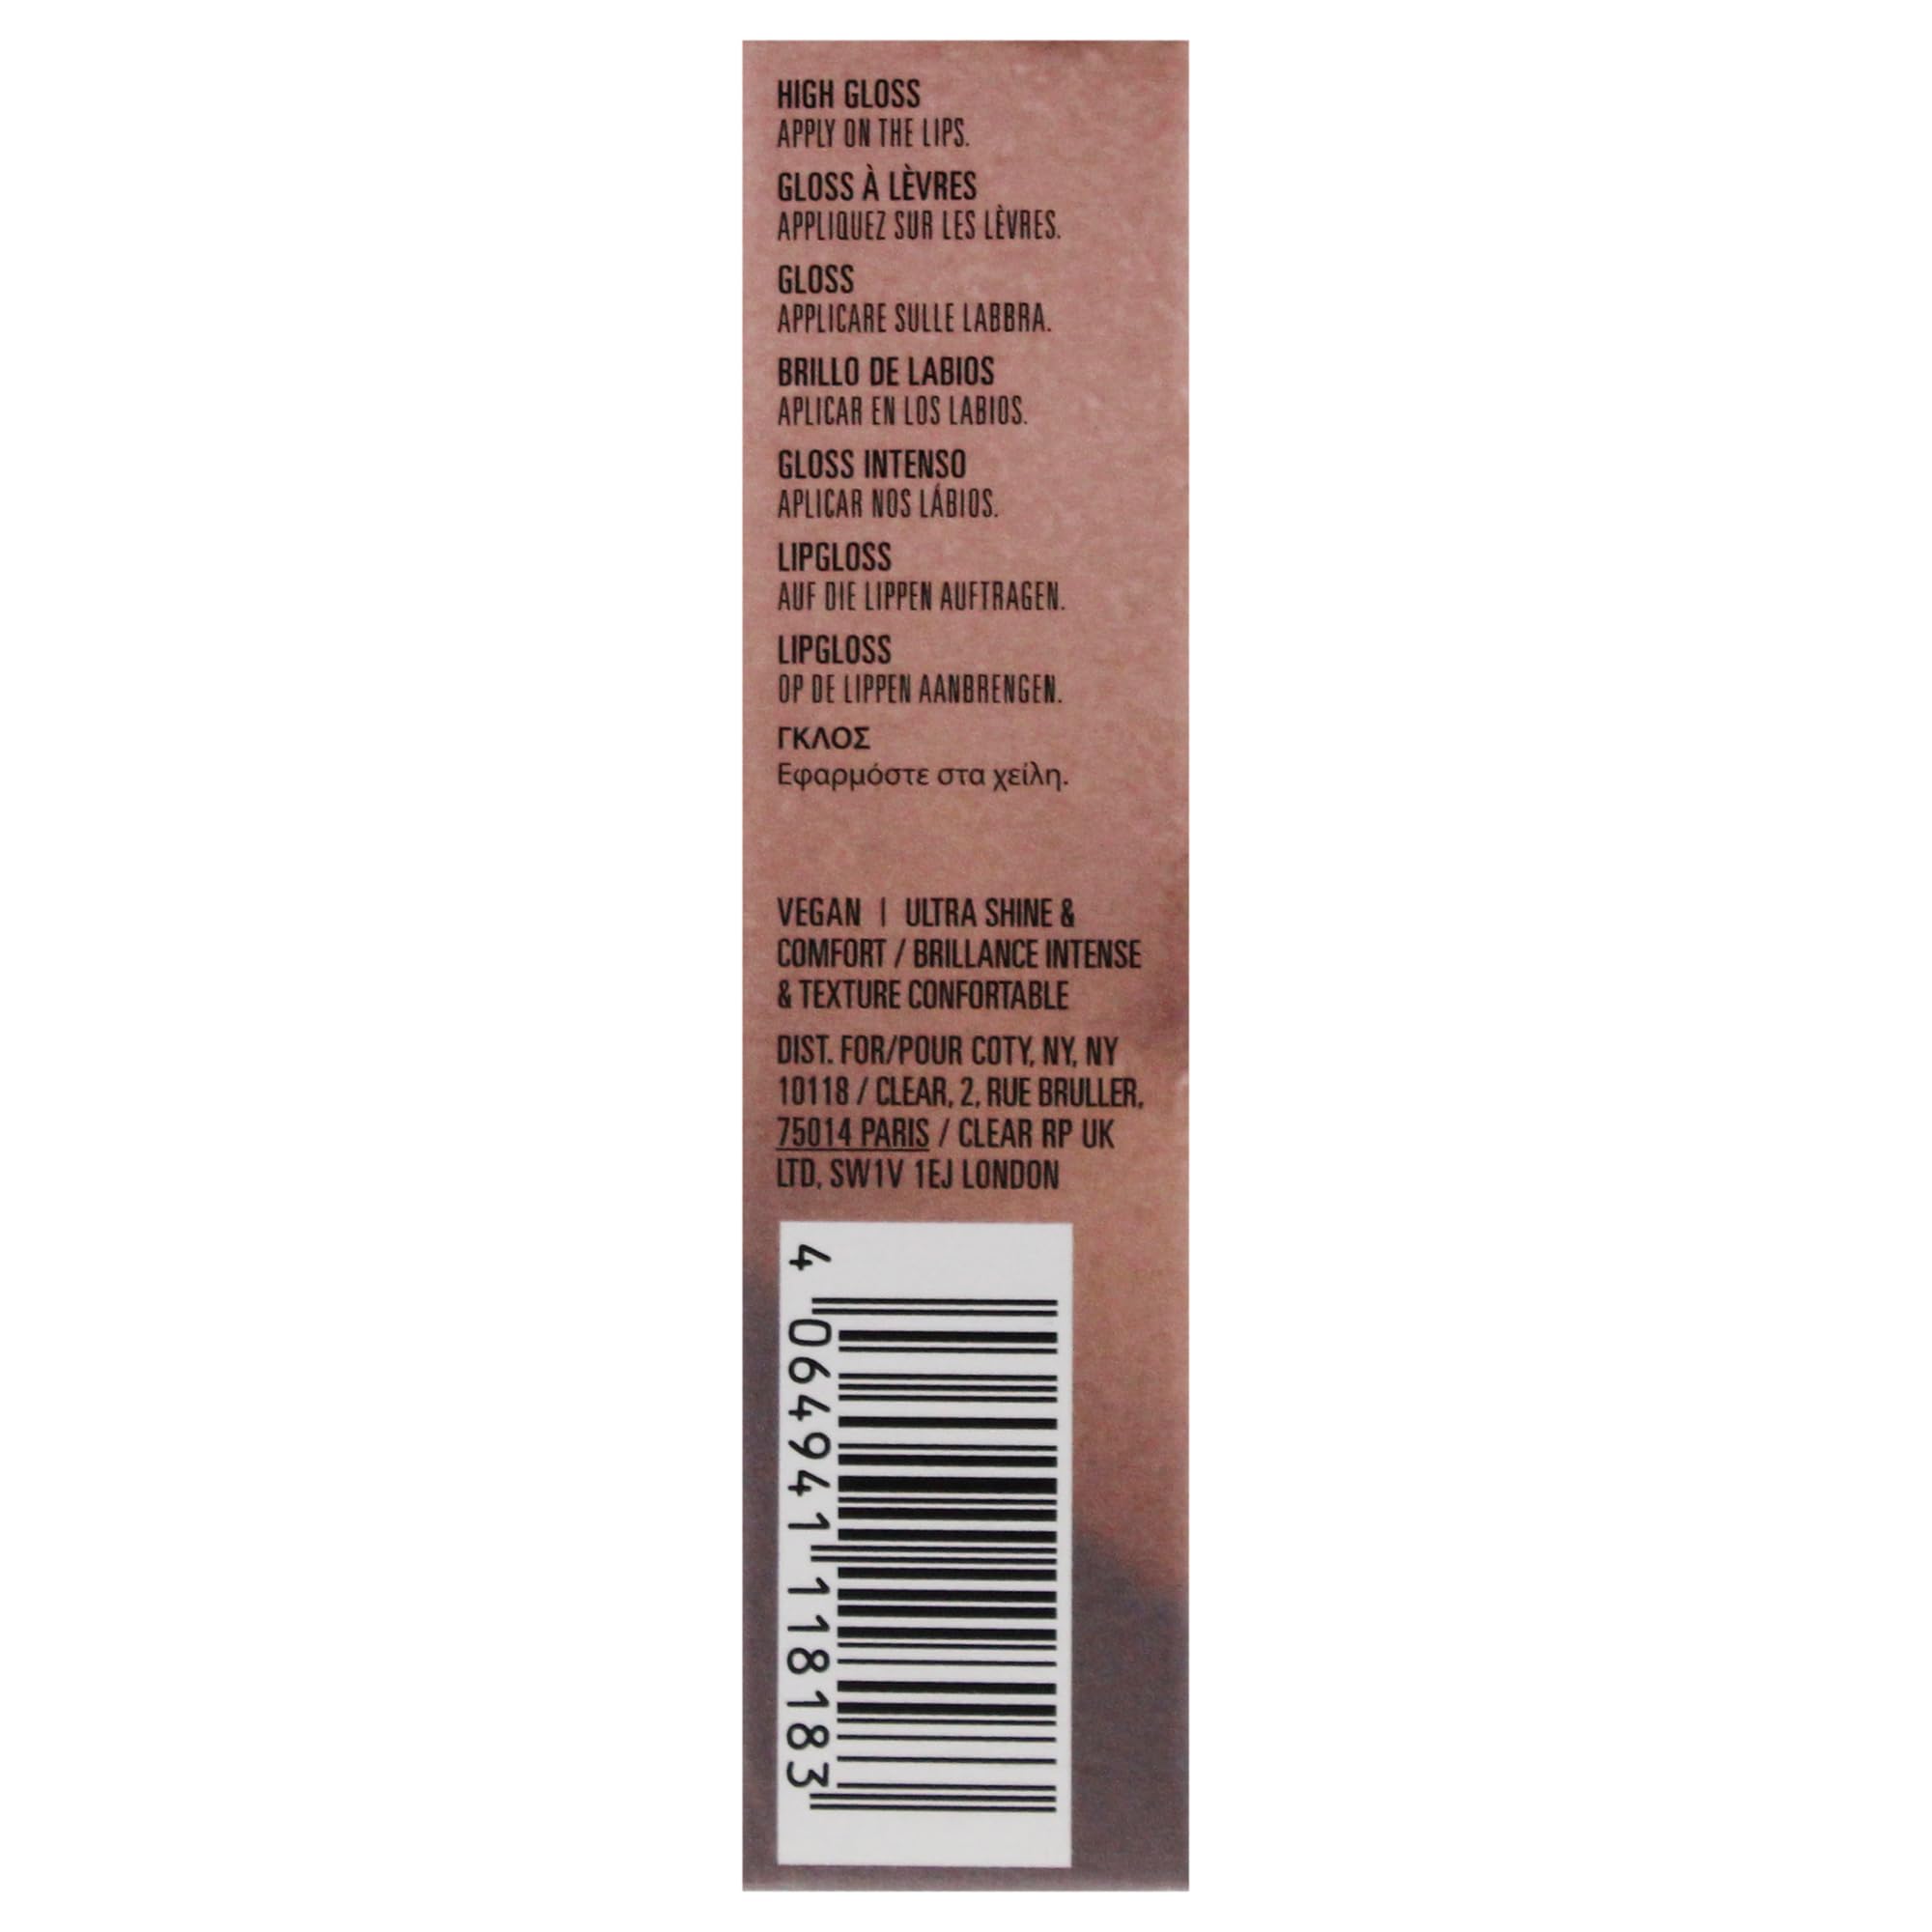 HIGH GLOSS
APPLY ON THE LIPS.
GLOSS À LÈVRES
APPLIQUEZ SUR LES LÈVRES.
GLOSS
APPLICARE SULLE LABBRA.
BRILLO DE LABIOS
APLICAR EN LOS LABIOS.
GLOSS INTENSO
APLICAR NOS LÁBIOS.
LIPGLOSS
AUF DIE LIPPEN AUFTRAGEN.
LIPGLOSS
OP DE LIPPEN AANBRENGEN.
ΓΚΛΟΣ
Εφαρμόστε στα χείλη.
VEGAN | ULTRA SHINE &
COMFORT / BRILLANCE INTENSE
& TEXTURE CONFORTABLE
DIST. FOR/POUR COTY, NY, NY
10118 / CLEAR, 2, RUE BRULLER,
75014 PARIS / CLEAR RP UK
LTD, SW1V 1EJ LONDON
4 064941 118183